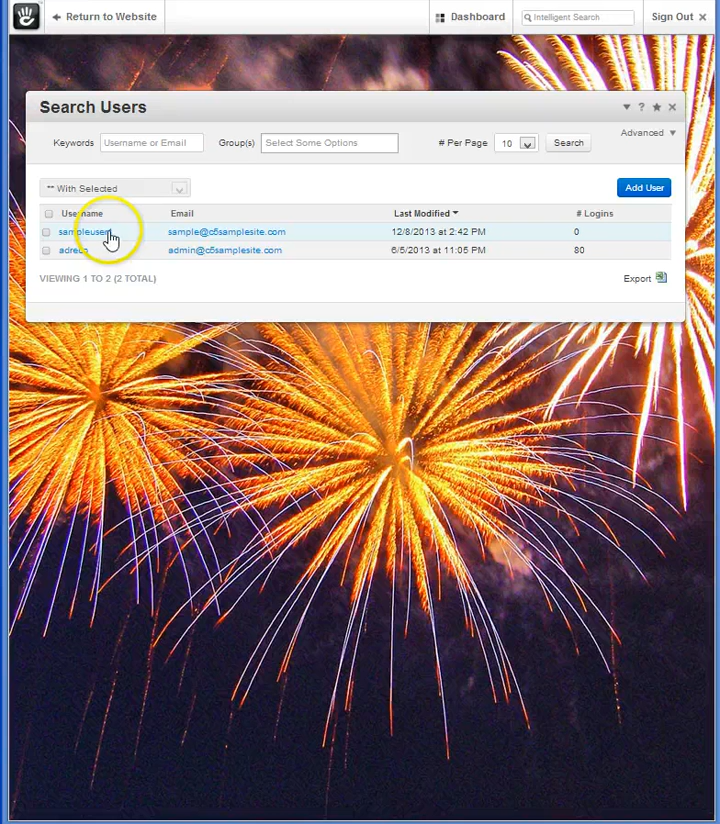 Return to Website Dashboard Intelligent Search Sign Out
Search Users
Advanced
Keywords Username or Email Group(s) Select Some Options # Per Page 10 Search
** With Selected Add User
Username Email Last Modified # Logins
sample@c5samplesite.com 12/8/2013 at 2:42 PM 0
admin@c5samplesite.com 6/5/2013 at 11:05 PM 80
VIEWING 1 TO 2 (2 TOTAL) Export